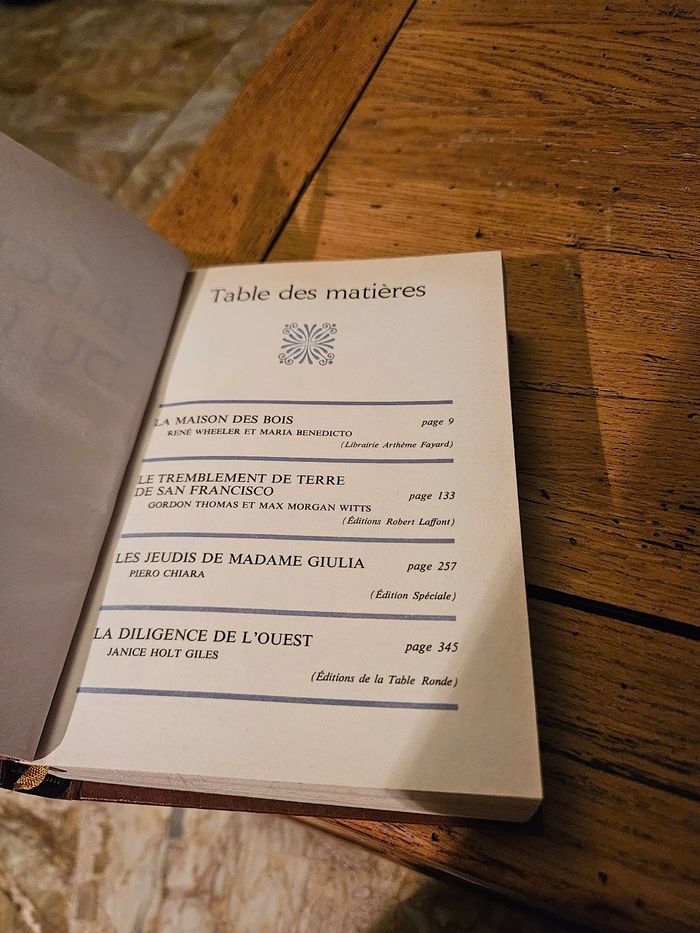 Table des matières
LA MAISON DES BOIS
page 9
RENÉ WHEELER ET MARIA BENEDICTO
(Librairie Arthème Fayard)
LE TREMBLEMENT DE TERRE
DE SAN FRANCISCO
page 133
GORDON THOMAS ET MAX MORGAN WITTS
(Éditions Robert Laffont)
LES JEUDIS DE MADAME GIULIA
page 257
PIERO CHIARA
(Édition Spéciale)
LA DILIGENCE DE L'OUEST
page 345
JANICE HOLT GILES
(Éditions de la Table Ronde)